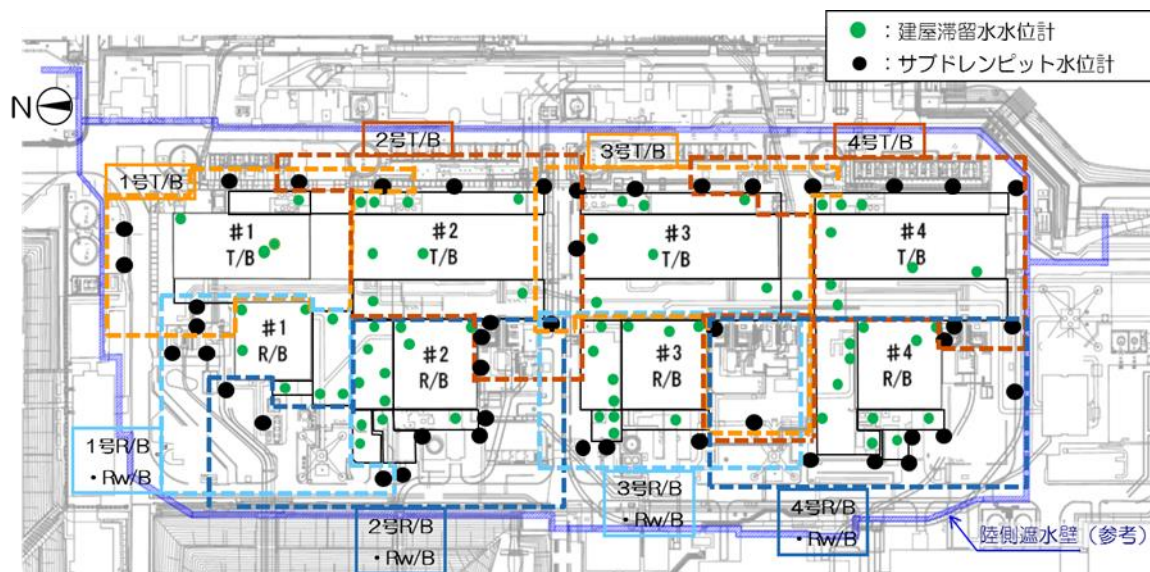 ●：建屋滞留水水位計
●：サブドレンピット水位計
N
2号T/B
3号T/B
4号T/B
1号T/B
#1
T/B
#2
T/B
#3
T/B
#4
T/B
#1
R/B
#2
R/B
#3
R/B
#4
R/B
1号R/B
・Rw/B
2号R/B
・Rw/B
3号R/B
・Rw/B
4号R/B
・Rw/B
陸側遮水壁（参考）